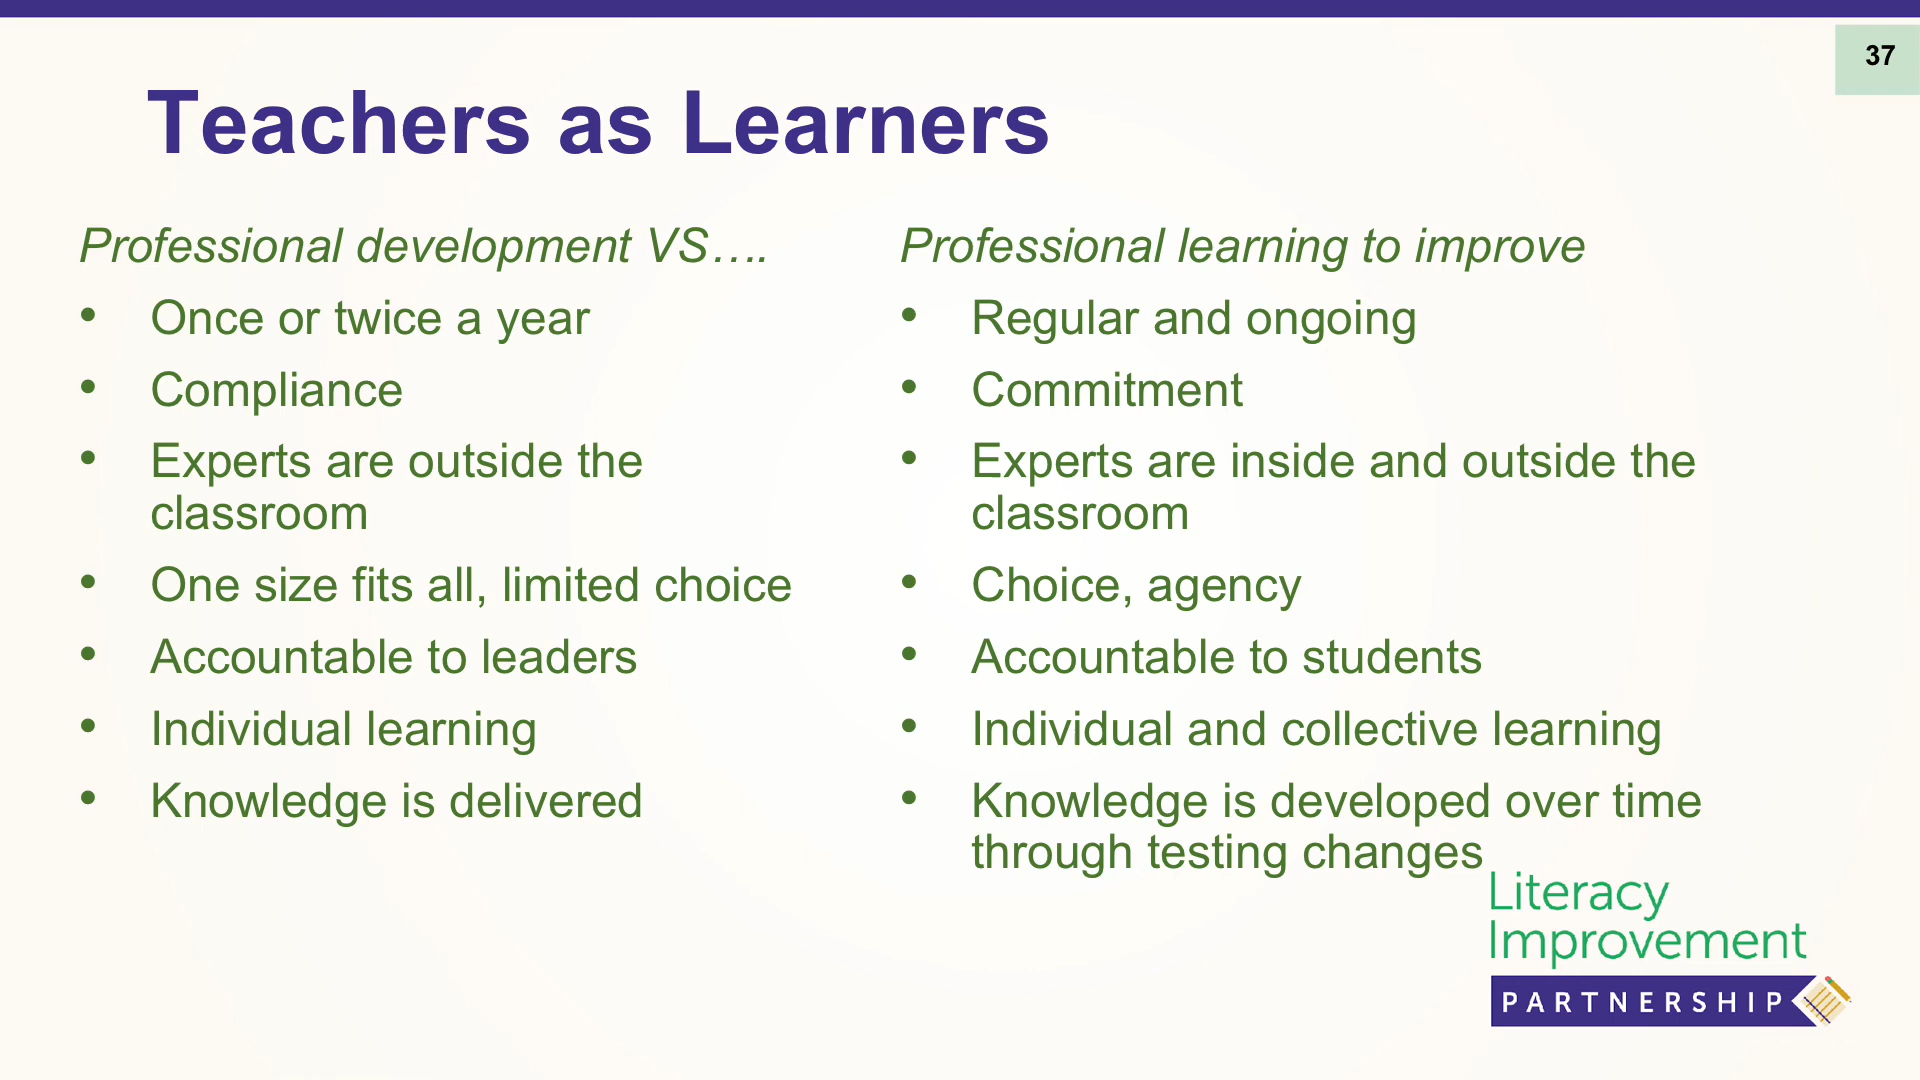 37
Teachers as Learners
Professional development VS….
• Once or twice a year
• Compliance
• Experts are outside the
classroom
• One size fits all, limited choice
• Accountable to leaders
• Individual learning
• Knowledge is delivered
Professional learning to improve
• Regular and ongoing
• Commitment
• Experts are inside and outside the
classroom
• Choice, agency
• Accountable to students
• Individual and collective learning
• Knowledge is developed over time
through testing changes
Literacy
Improvement
PARTNERSHIP